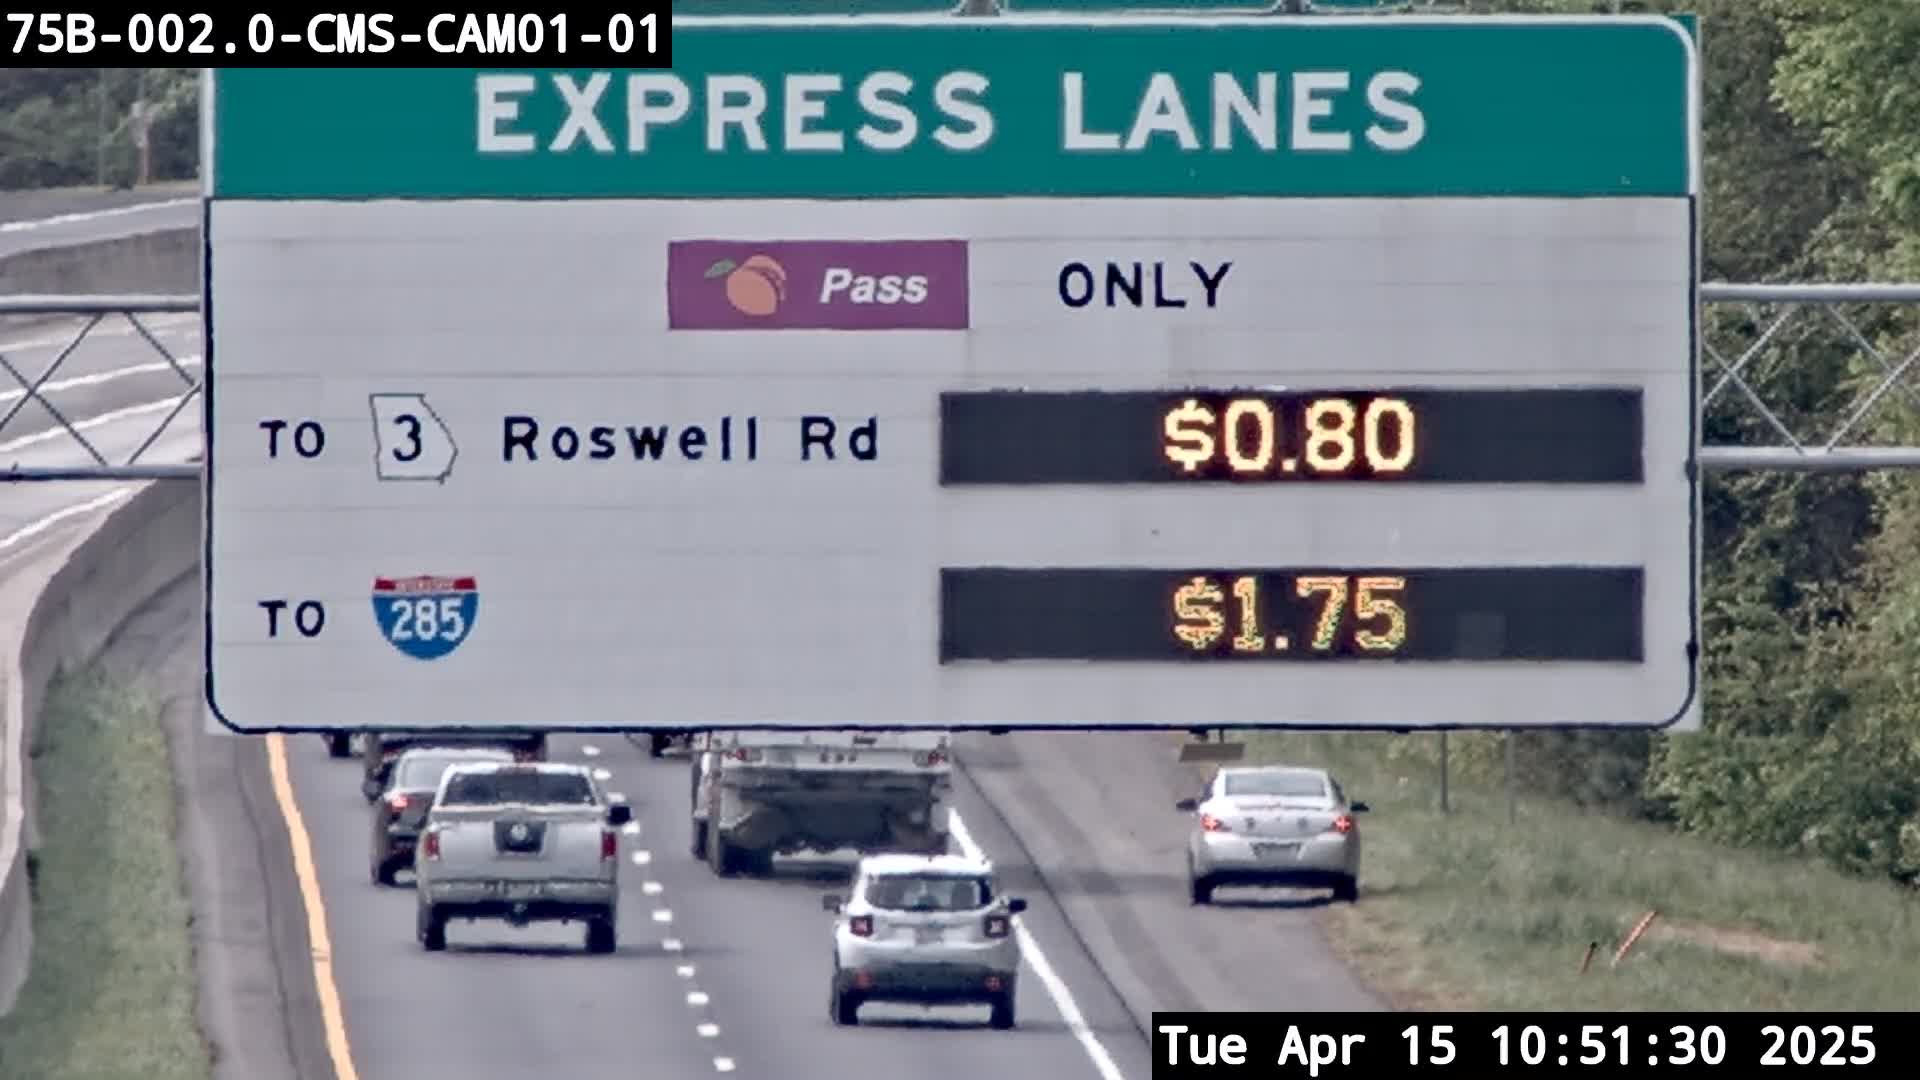 75B-002.0-CMS-CAM01-01
EXPRESS LANES
Pass ONLY
TO 3 Roswell Rd $0.80
TO 285 $1.75
Tue Apr 15 10:51:30 2025